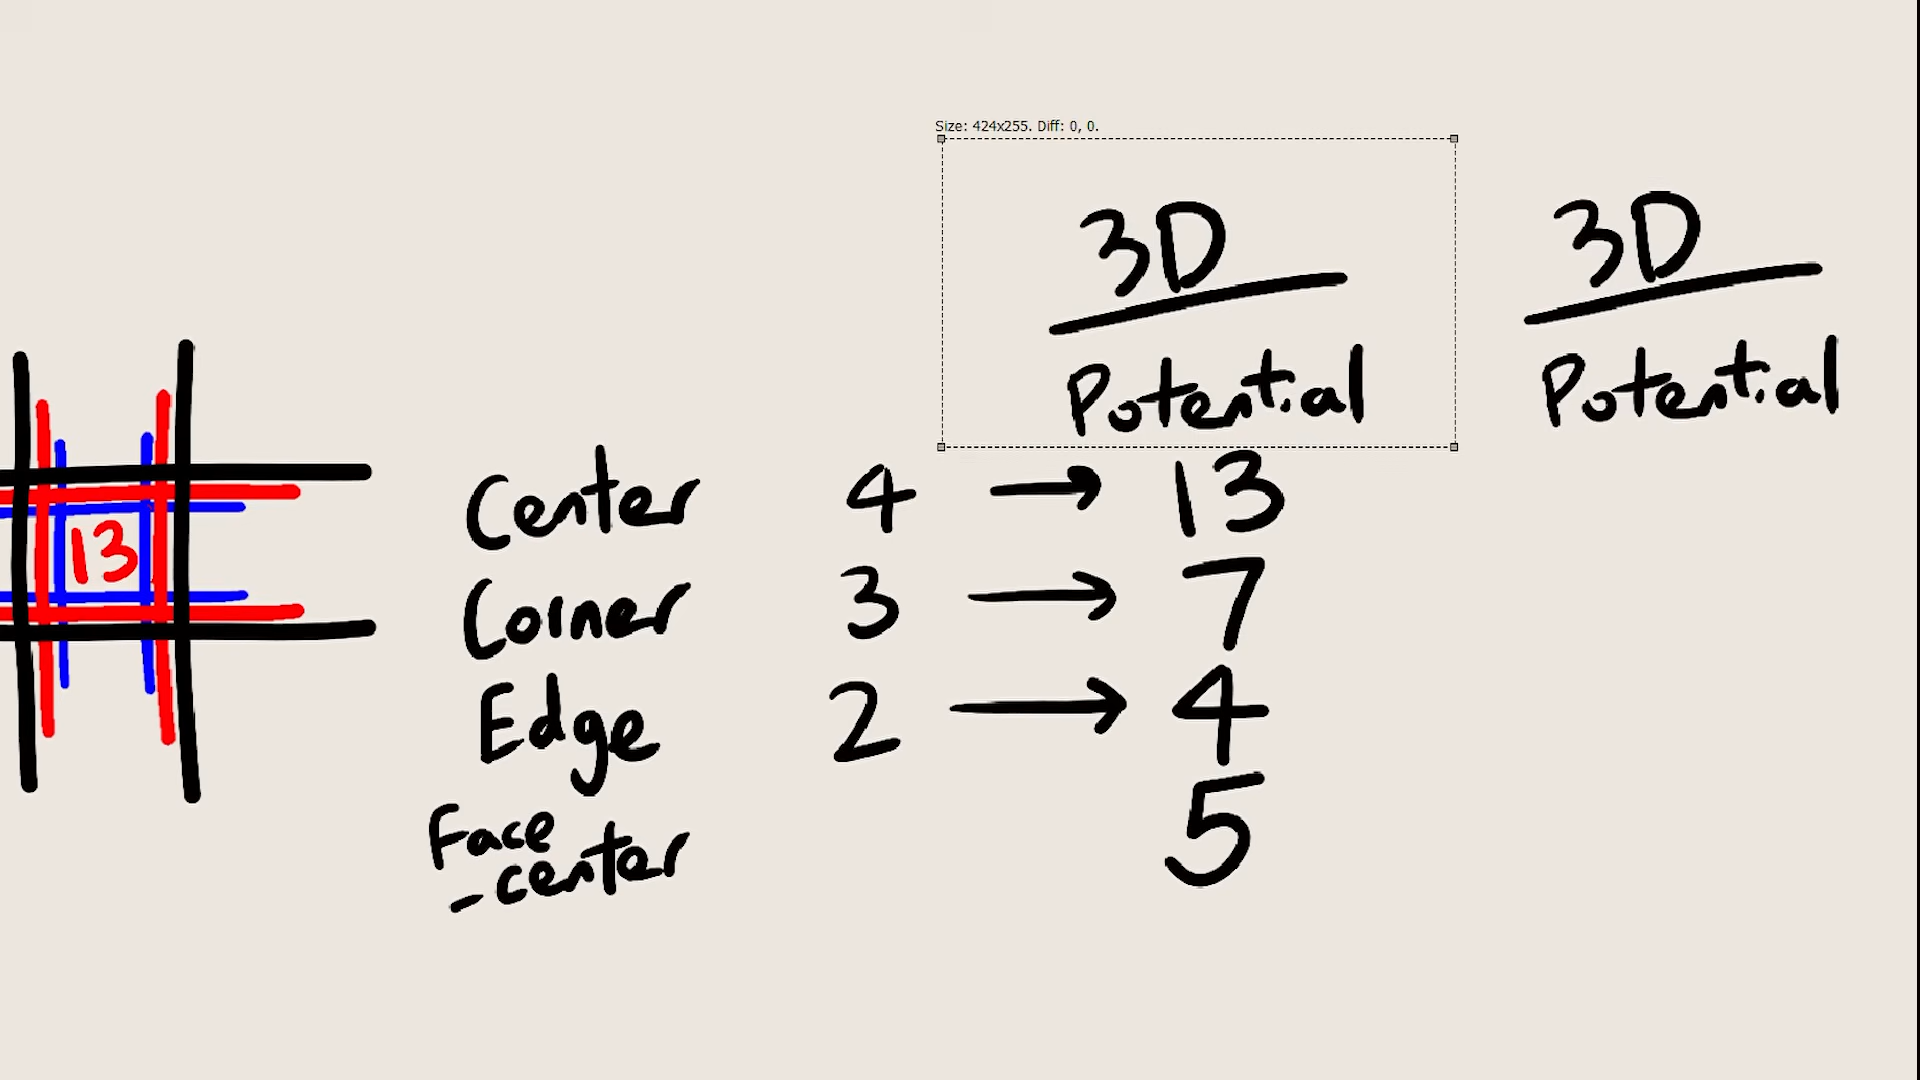 Size: 424x255. Diff: 0, 0.
3D 3D
Potential Potential
13
Center 4 → 13
Corner 3 → 7
Edge 2 → 4
Face
-center 5